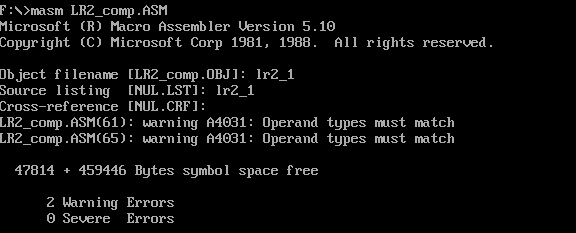 F:\>masm LR2_comp.ASM
Microsoft (R) Macro Assembler Version 5.10
Copyright (C) Microsoft Corp 1981, 1988.  All rights reserved.
Object filename [LR2_comp.OBJ]: lr2_1
Source listing  [NUL.LST]: lr2_1
Cross-reference [NUL.CRF]:
LR2_comp.ASM(61): warning A4031: Operand types must match
LR2_comp.ASM(65): warning A4031: Operand types must match
47814 + 459446 Bytes symbol space free
2 Warning Errors
0 Severe  Errors